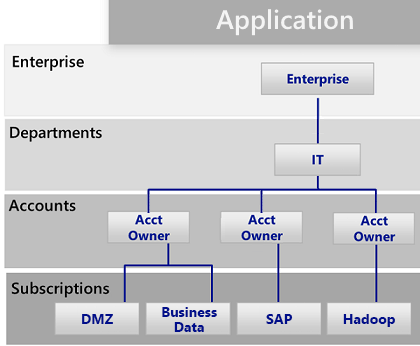 Application
Enterprise
Enterprise
Departments
IT
Accounts
Acct
Owner
Acct
Owner
Acct
Owner
Subscriptions
DMZ
Business
Data
SAP
Hadoop